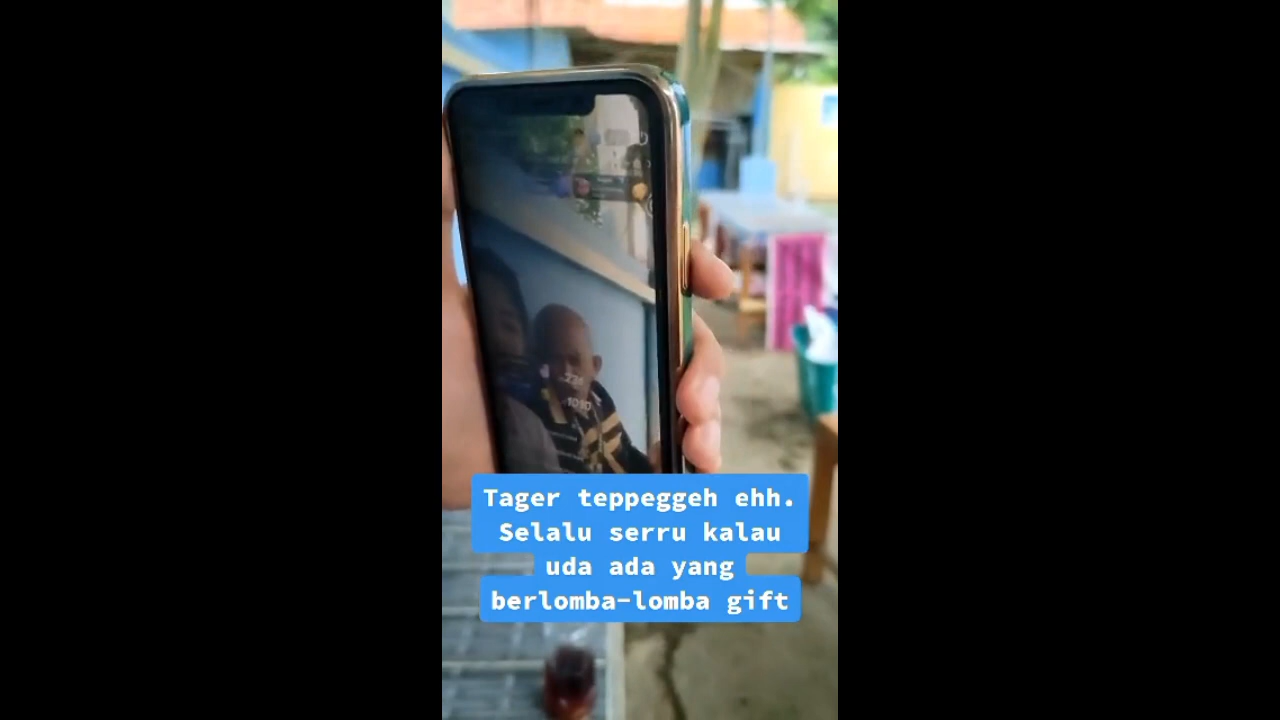 Tager teppeggeh ehh.
Selalu serru kalau
uda ada yang
berlomba-lomba gift